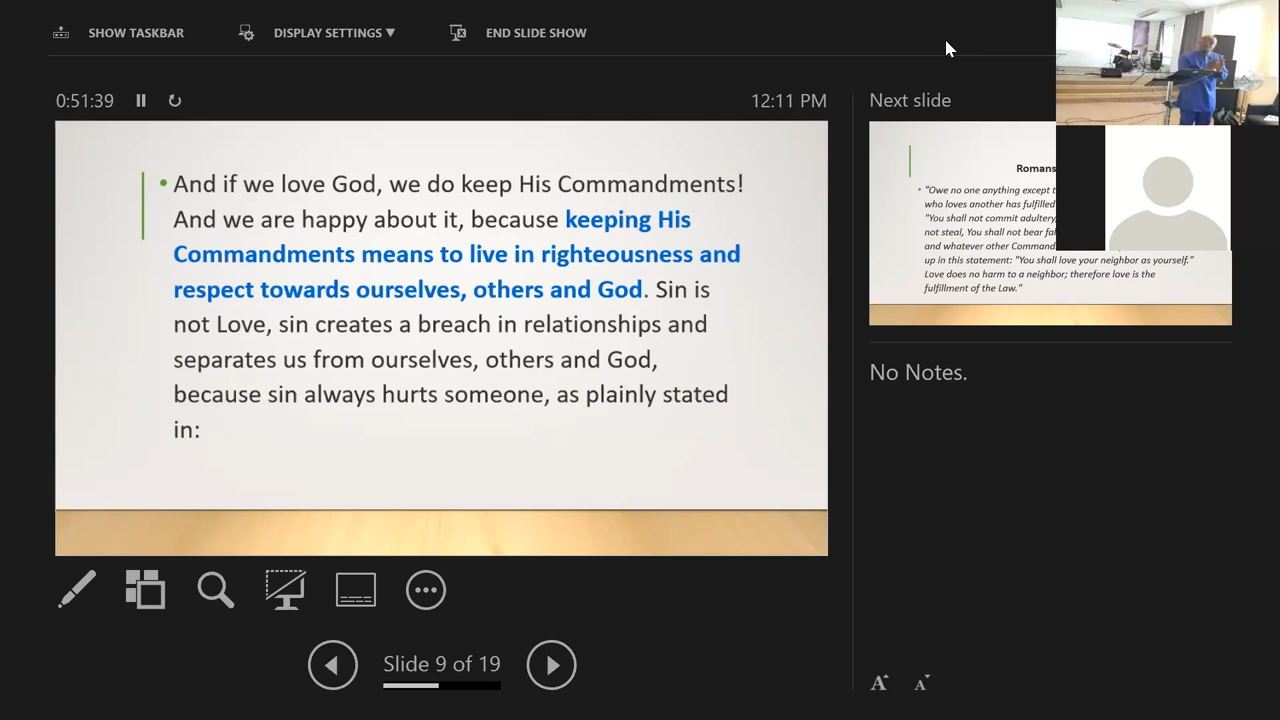 SHOW TASKBAR
DISPLAY SETTINGS ▼
END SLIDE SHOW
0:51:39
12:11 PM
• And if we love God, we do keep His Commandments!
And we are happy about it, because keeping His
Commandments means to live in righteousness and
respect towards ourselves, others and God. Sin is
not Love, sin creates a breach in relationships and
separates us from ourselves, others and God,
because sin always hurts someone, as plainly stated
in:
Slide 9 of 19
Next slide
Romans
• "Owe no one anything except
who loves another has fulfilled
"You shall not commit adultery,
not steal, You shall not bear
and whatever other
up in this statement: "You shall love your neighbor as yourself."
Love does no harm to a neighbor; therefore love is the
fulfillment of the Law."
No Notes.
A A